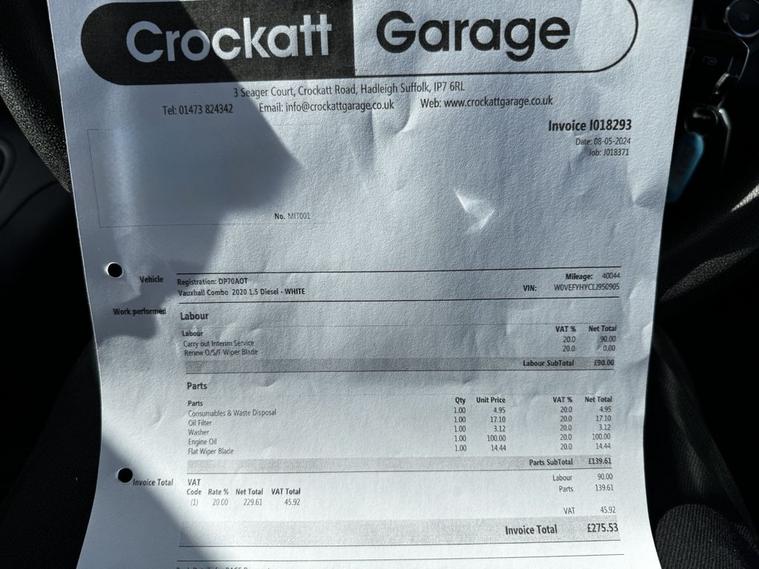 Crockatt Garage
3 Seager Court, Crockatt Road, Hadleigh Suffolk, IP7 6RL
Tel: 01473 824342 Email: info@crockattgarage.co.uk Web: www.crockattgarage.co.uk
Invoice I018293
Date: 08-05-2024
Job: J018371
No. MIT001
Vehicle Registration: DP70AOT Mileage: 40044
Vauxhall Combo 2020 1.5 Diesel - WHITE VIN: W0VEFYHYCLJ950905
Work performed Labour
Labour VAT % Net Total
Carry out Interim Service 20.0 90.00
Renew O/S/F Wiper Blade 20.0 0.00
Labour SubTotal £90.00
Parts
Parts Qty Unit Price VAT % Net Total
Consumables & Waste Disposal 1.00 4.95 20.0 4.95
Oil Filter 1.00 17.10 20.0 17.10
Washer 1.00 3.12 20.0 3.12
Engine Oil 1.00 100.00 20.0 100.00
Flat Wiper Blade 1.00 14.44 20.0 14.44
Parts SubTotal £139.61
Invoice Total VAT Labour 90.00
Code Rate % Net Total VAT Total Parts 139.61
(1) 20.00 229.61 45.92
VAT 45.92
Invoice Total £275.53